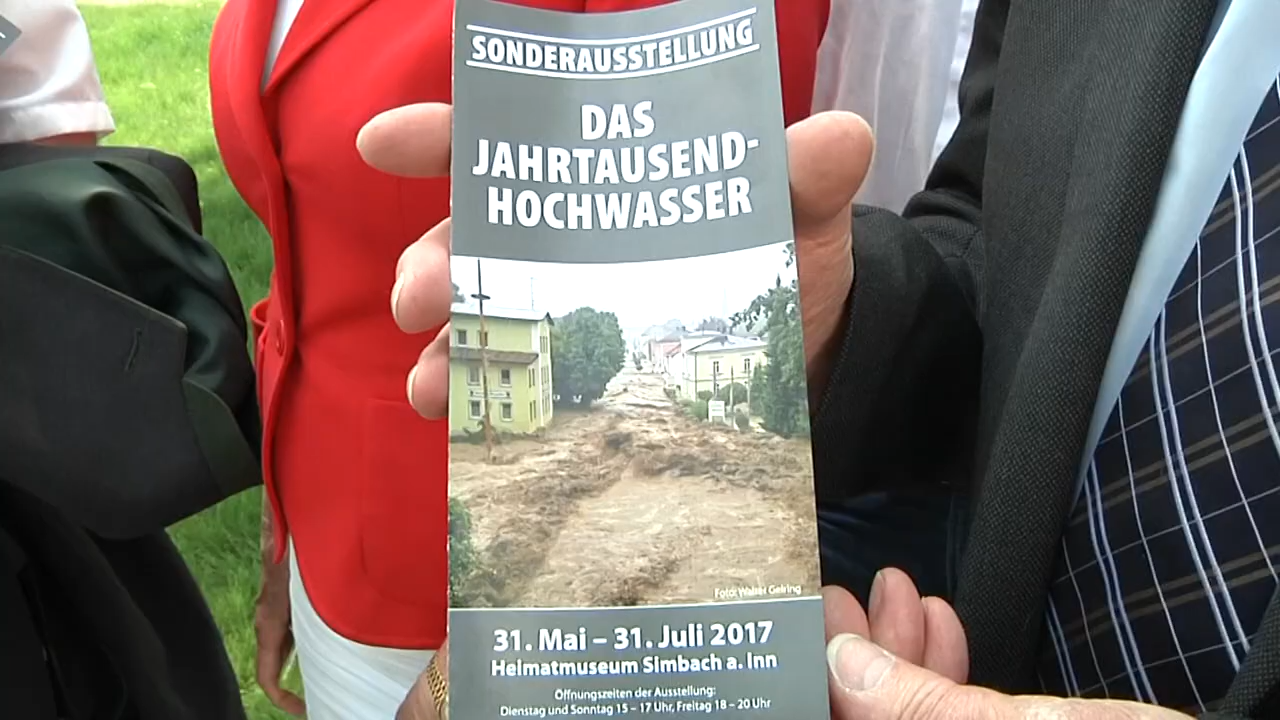 SONDERAUSSTELLUNG
DAS
JAHRTAUSEND-
HOCHWASSER
Foto: Walter Geiring
31. Mai – 31. Juli 2017
Heimatmuseum Simbach a. Inn
Öffnungszeiten der Ausstellung:
Dienstag und Sonntag 15 – 17 Uhr, Freitag 18 – 20 Uhr